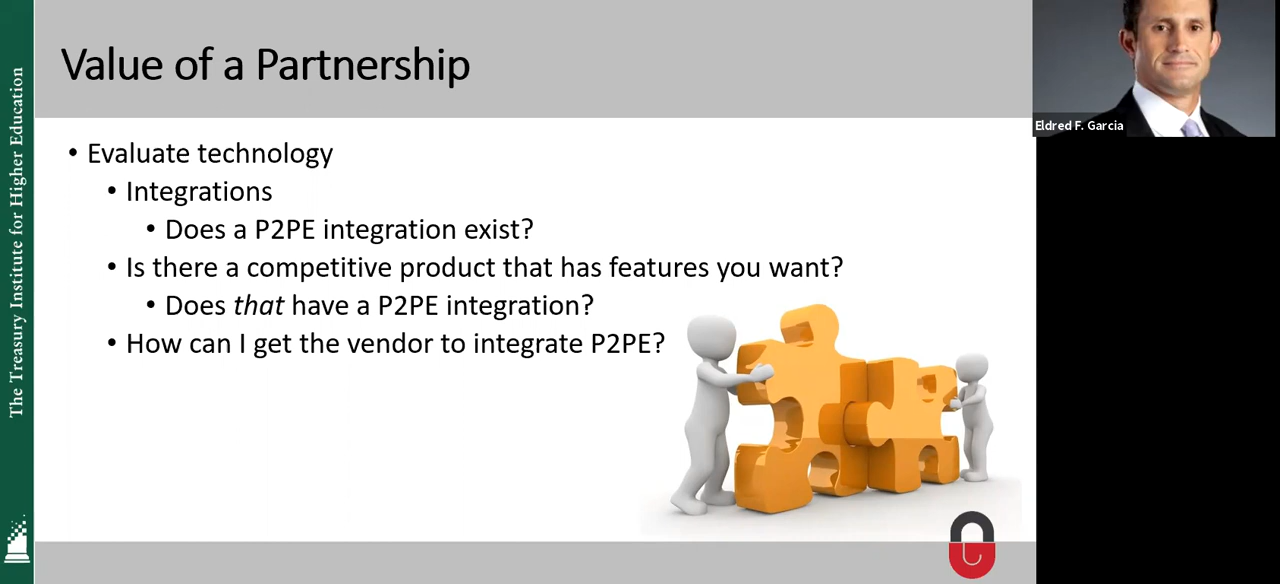 Value of a Partnership
• Evaluate technology
• Integrations
• Does a P2PE integration exist?
• Is there a competitive product that has features you want?
• Does that have a P2PE integration?
• How can I get the vendor to integrate P2PE?
The Treasury Institute for Higher Education
Eldred F. Garcia